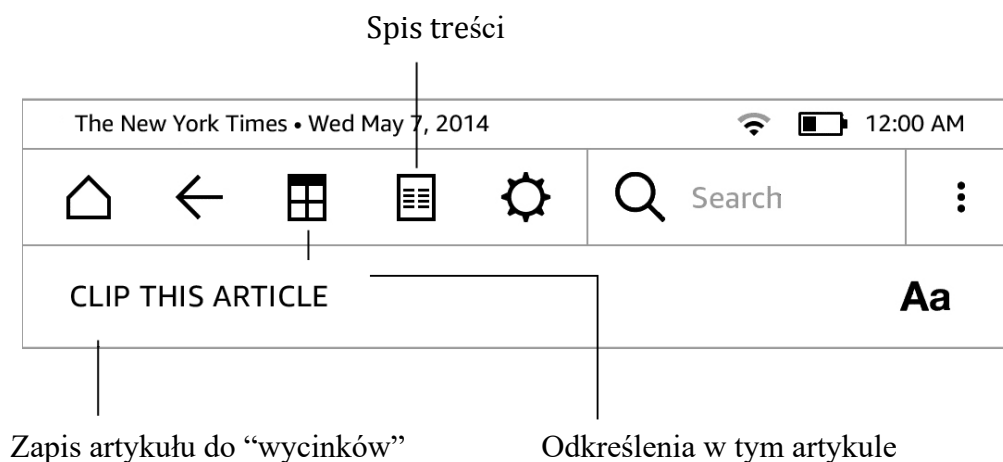 Spis treści
The New York Times • Wed May 7, 2014 12:00 AM
Search
CLIP THIS ARTICLE Aa
Zapis artykułu do “wycinków” Odkreślenia w tym artykule